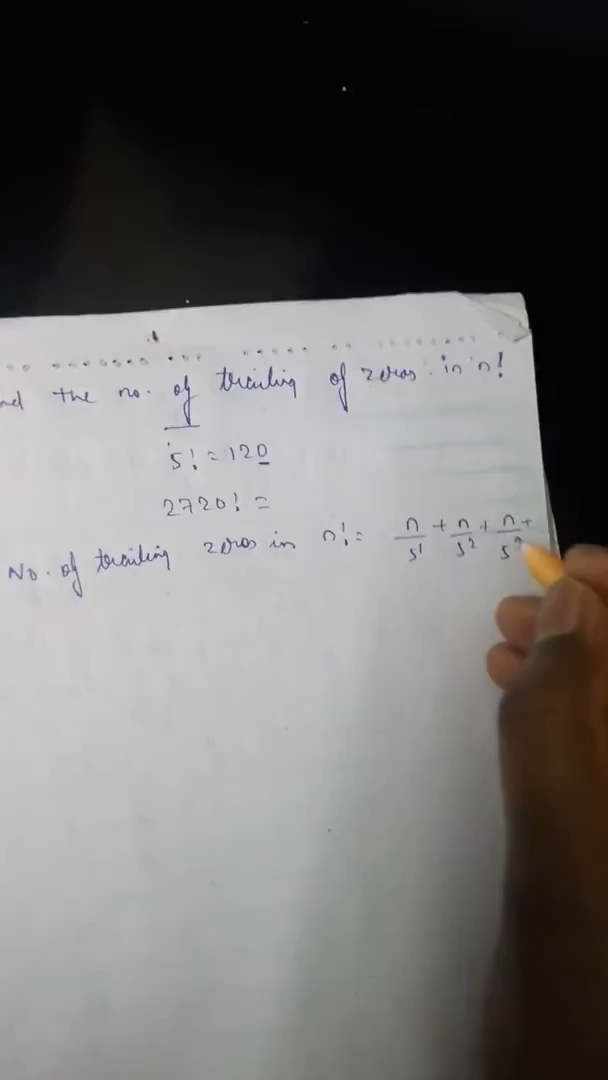 the no. of trailing of zeros in n!
5! = 120
2720! =
No. of trailing zeros in n! = n/5¹ + n/5² + n/5³ +